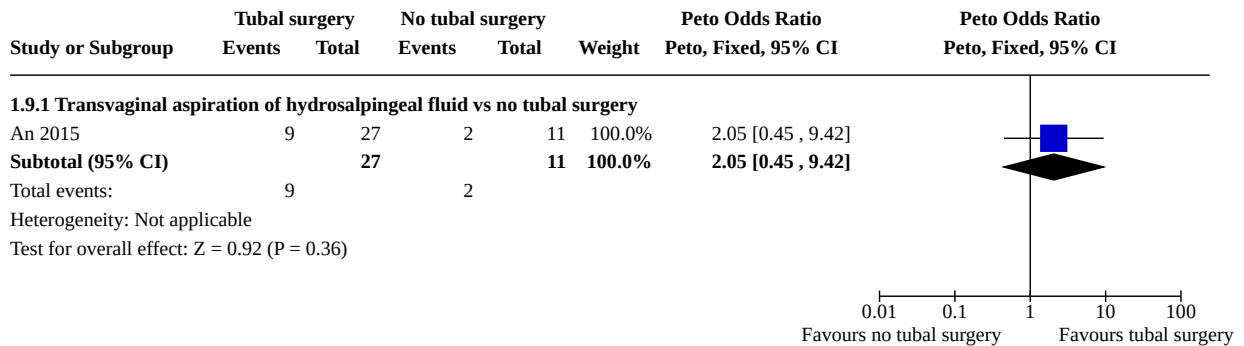 Tubal surgery No tubal surgery Peto Odds Ratio Peto Odds Ratio
Study or Subgroup Events Total Events Total Weight Peto, Fixed, 95% CI Peto, Fixed, 95% CI
1.9.1 Transvaginal aspiration of hydrosalpingeal fluid vs no tubal surgery
An 2015 9 27 2 11 100.0% 2.05 [0.45 , 9.42]
Subtotal (95% CI) 27 11 100.0% 2.05 [0.45 , 9.42]
Total events: 9 2
Heterogeneity: Not applicable
Test for overall effect: Z = 0.92 (P = 0.36)
0.01 0.1 1 10 100
Favours no tubal surgery Favours tubal surgery